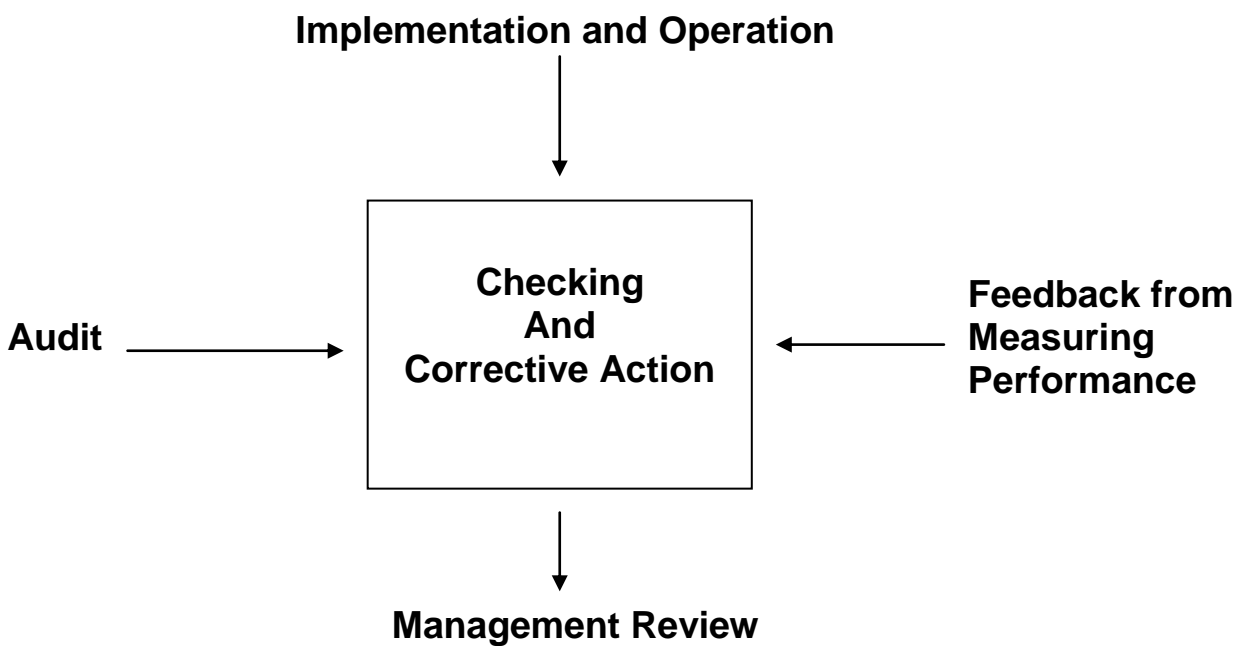 Implementation and Operation
Checking
And
Corrective Action
Audit
Feedback from
Measuring
Performance
Management Review